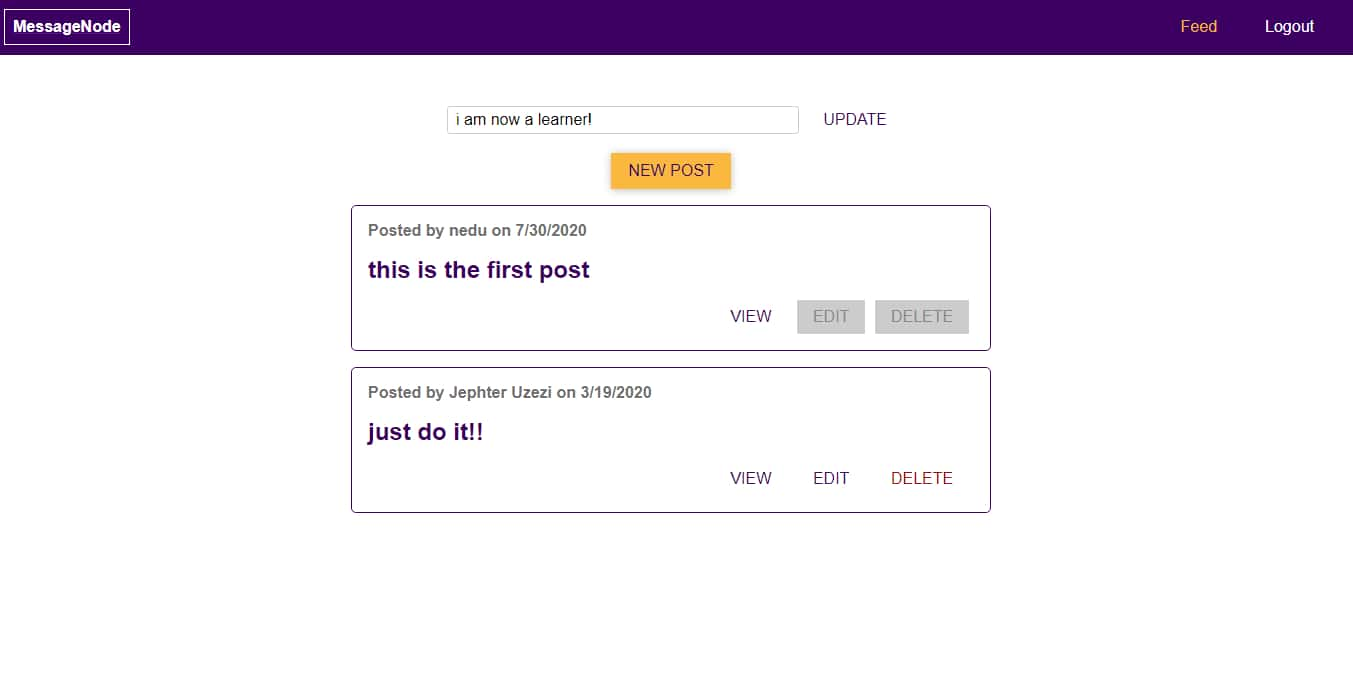 MessageNode Feed Logout
i am now a learner! UPDATE
NEW POST
Posted by nedu on 7/30/2020
this is the first post
VIEW EDIT DELETE
Posted by Jephter Uzezi on 3/19/2020
just do it!!
VIEW EDIT DELETE